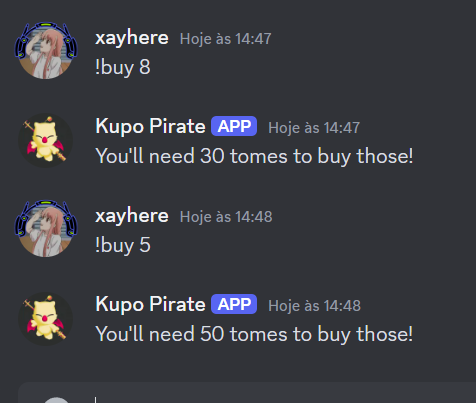 xayhere Hoje às 14:47
!buy 8
Kupo Pirate APP Hoje às 14:47
You'll need 30 tomes to buy those!
xayhere Hoje às 14:48
!buy 5
Kupo Pirate APP Hoje às 14:48
You'll need 50 tomes to buy those!